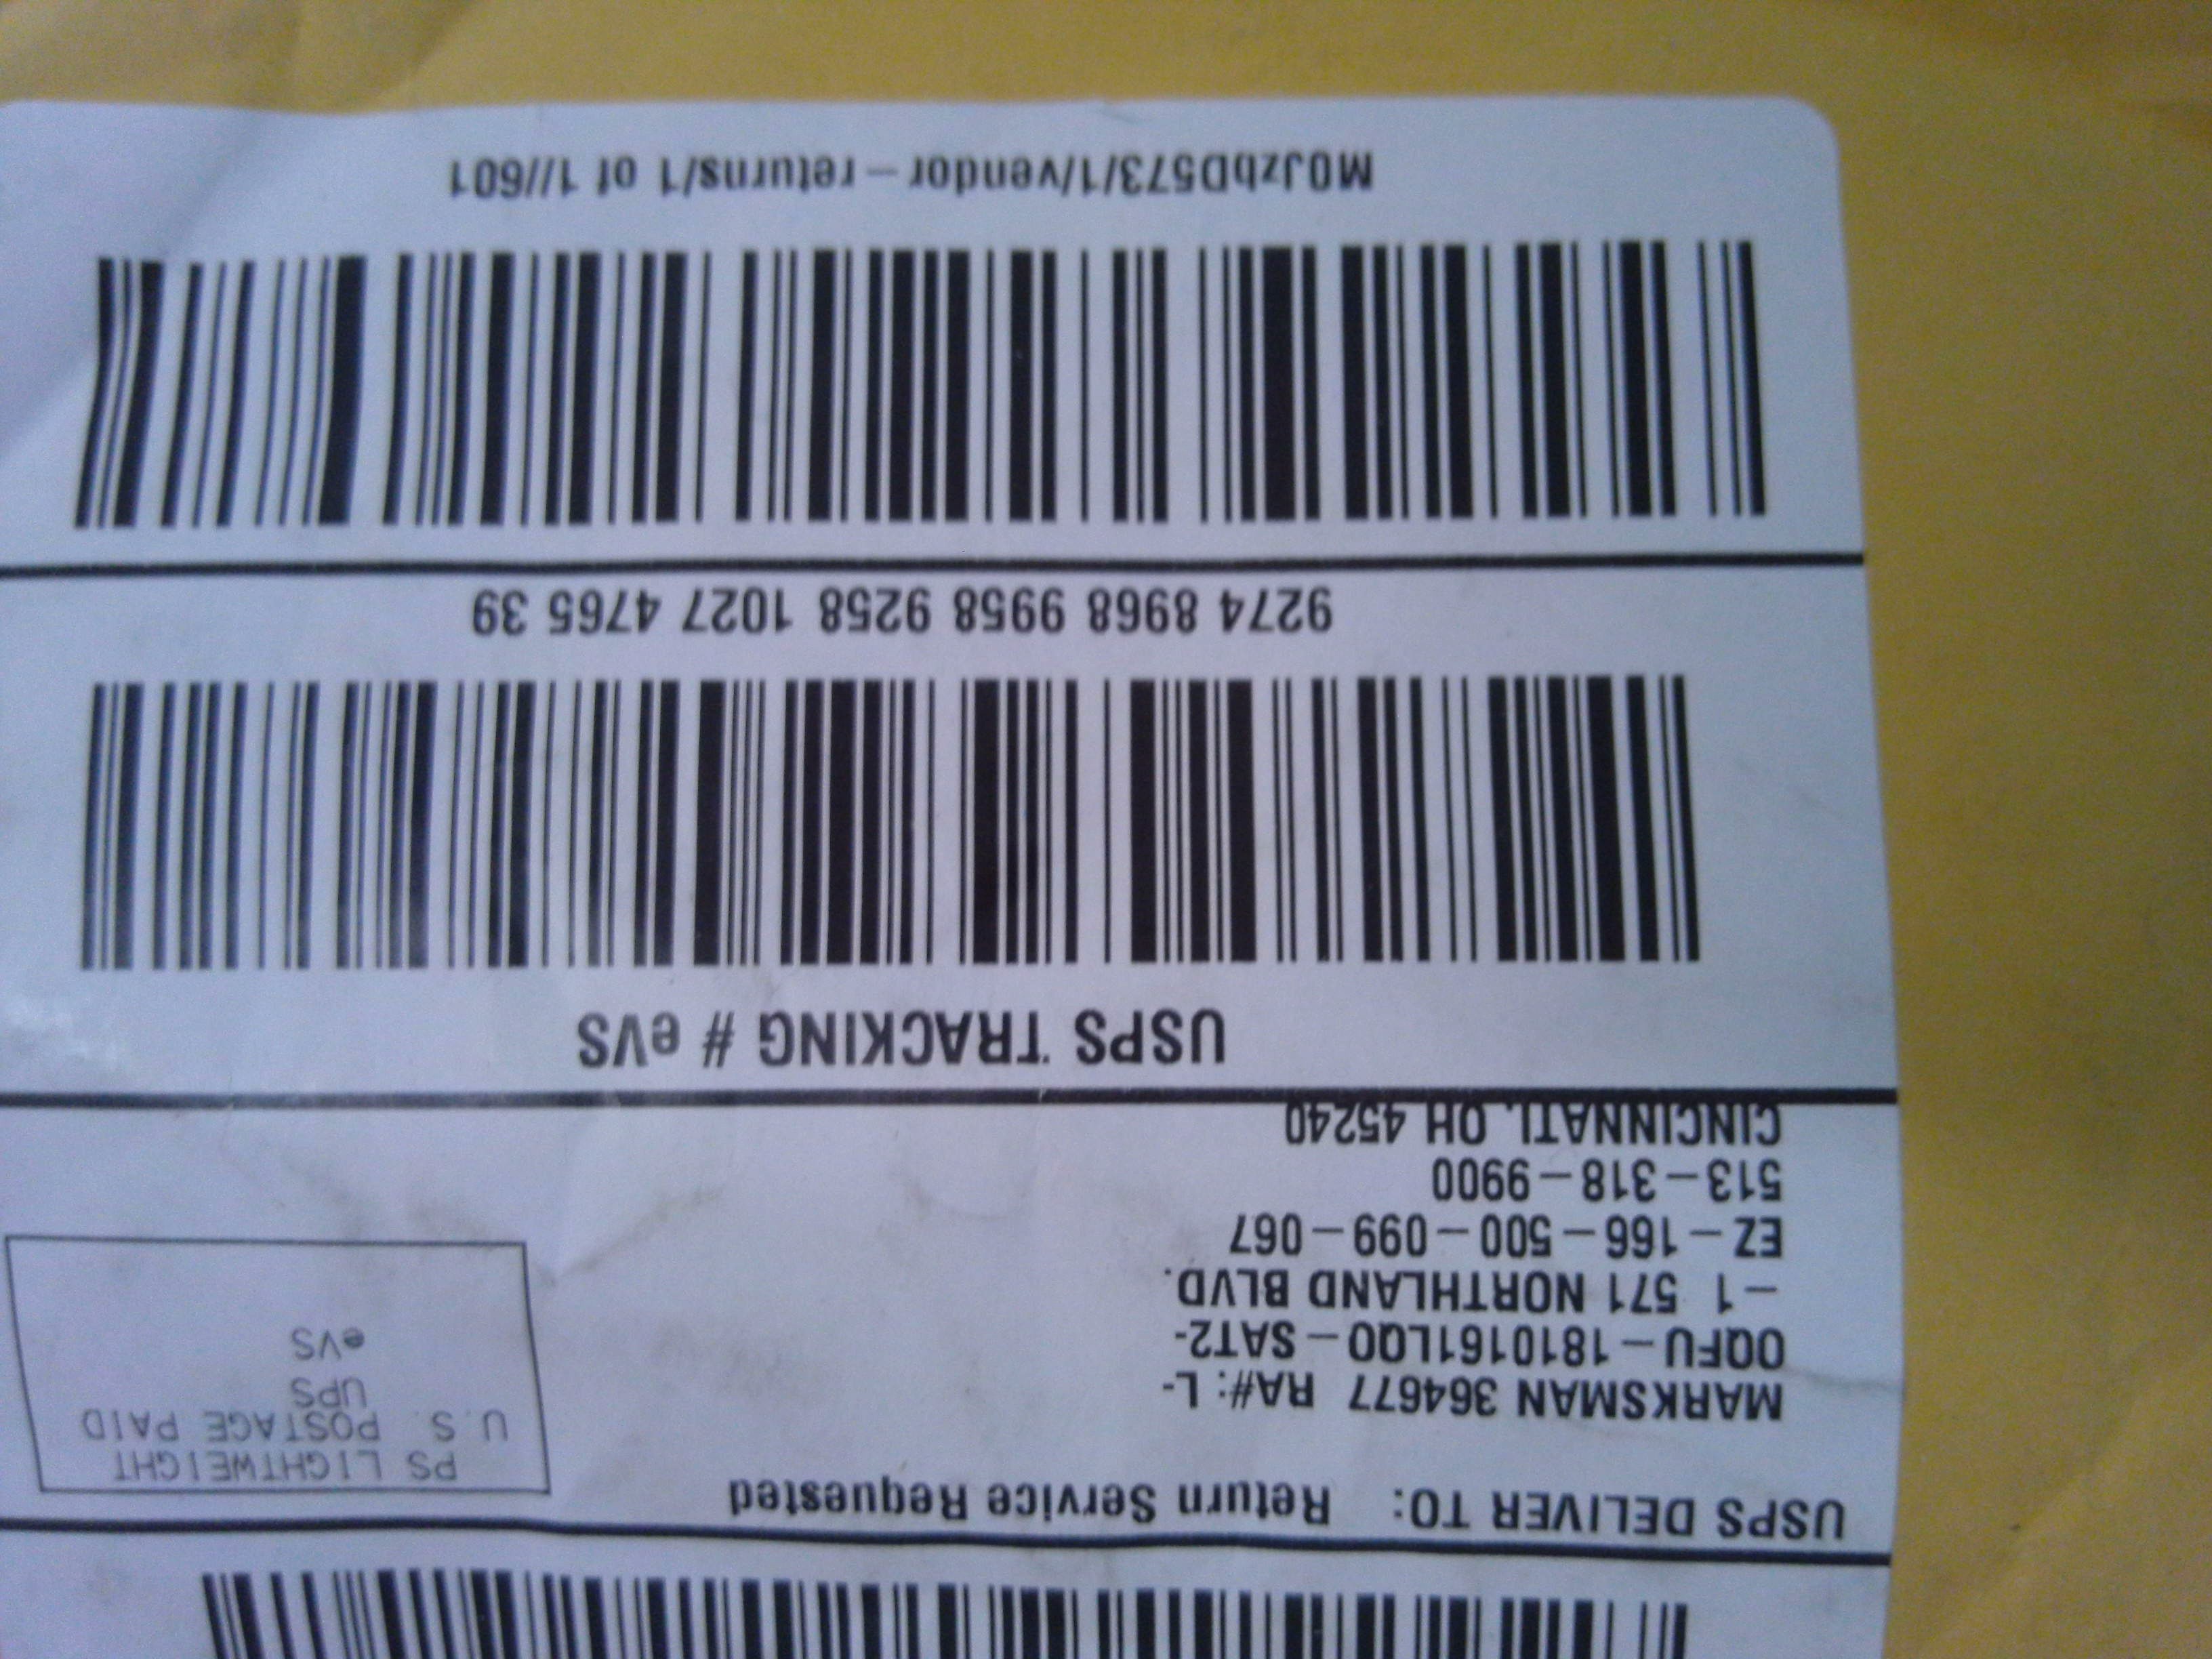 USPS DELIVER TO: Return Service Requested
PS LIGHTWEIGHT
U.S. POSTAGE PAID
UPS
eVS
MARKSMAN 364677 RA#: L-
OQFU-1810161LQ0-SAT2-
-1 571 NORTHLAND BLVD.
EZ-166-500-099-067
513-318-9900
CINCINNATI, OH 45240
USPS TRACKING # eVS
9274 8968 9958 9258 1027 4765 39
M0JzbD573/1/vendor-returns/1 of 1//601